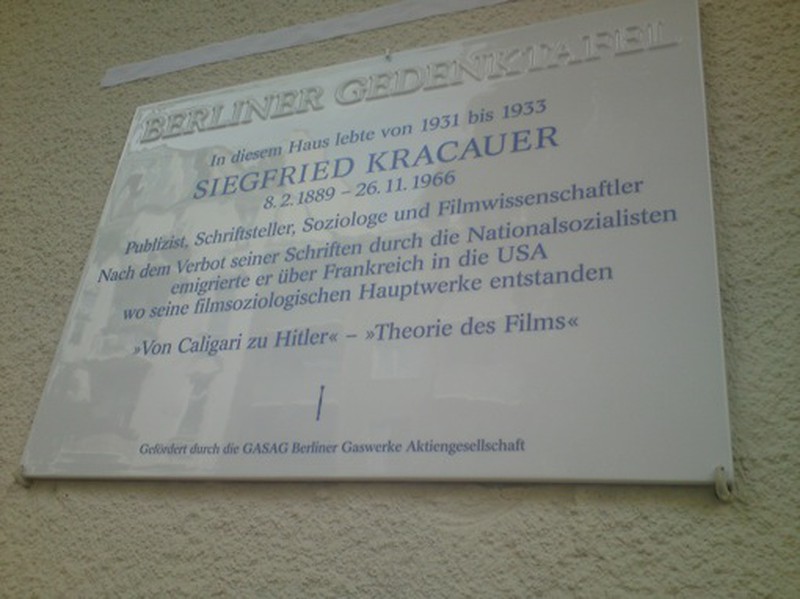 BERLINER GEDENKTAFEL
In diesem Haus lebte von 1931 bis 1933
SIEGFRIED KRACAUER
8. 2. 1889 – 26. 11. 1966
Publizist, Schriftsteller, Soziologe und Filmwissenschaftler
Nach dem Verbot seiner Schriften durch die Nationalsozialisten
emigrierte er über Frankreich in die USA
wo seine filmsoziologischen Hauptwerke entstanden
»Von Caligari zu Hitler« – »Theorie des Films«
Gefördert durch die GASAG Berliner Gaswerke Aktiengesellschaft